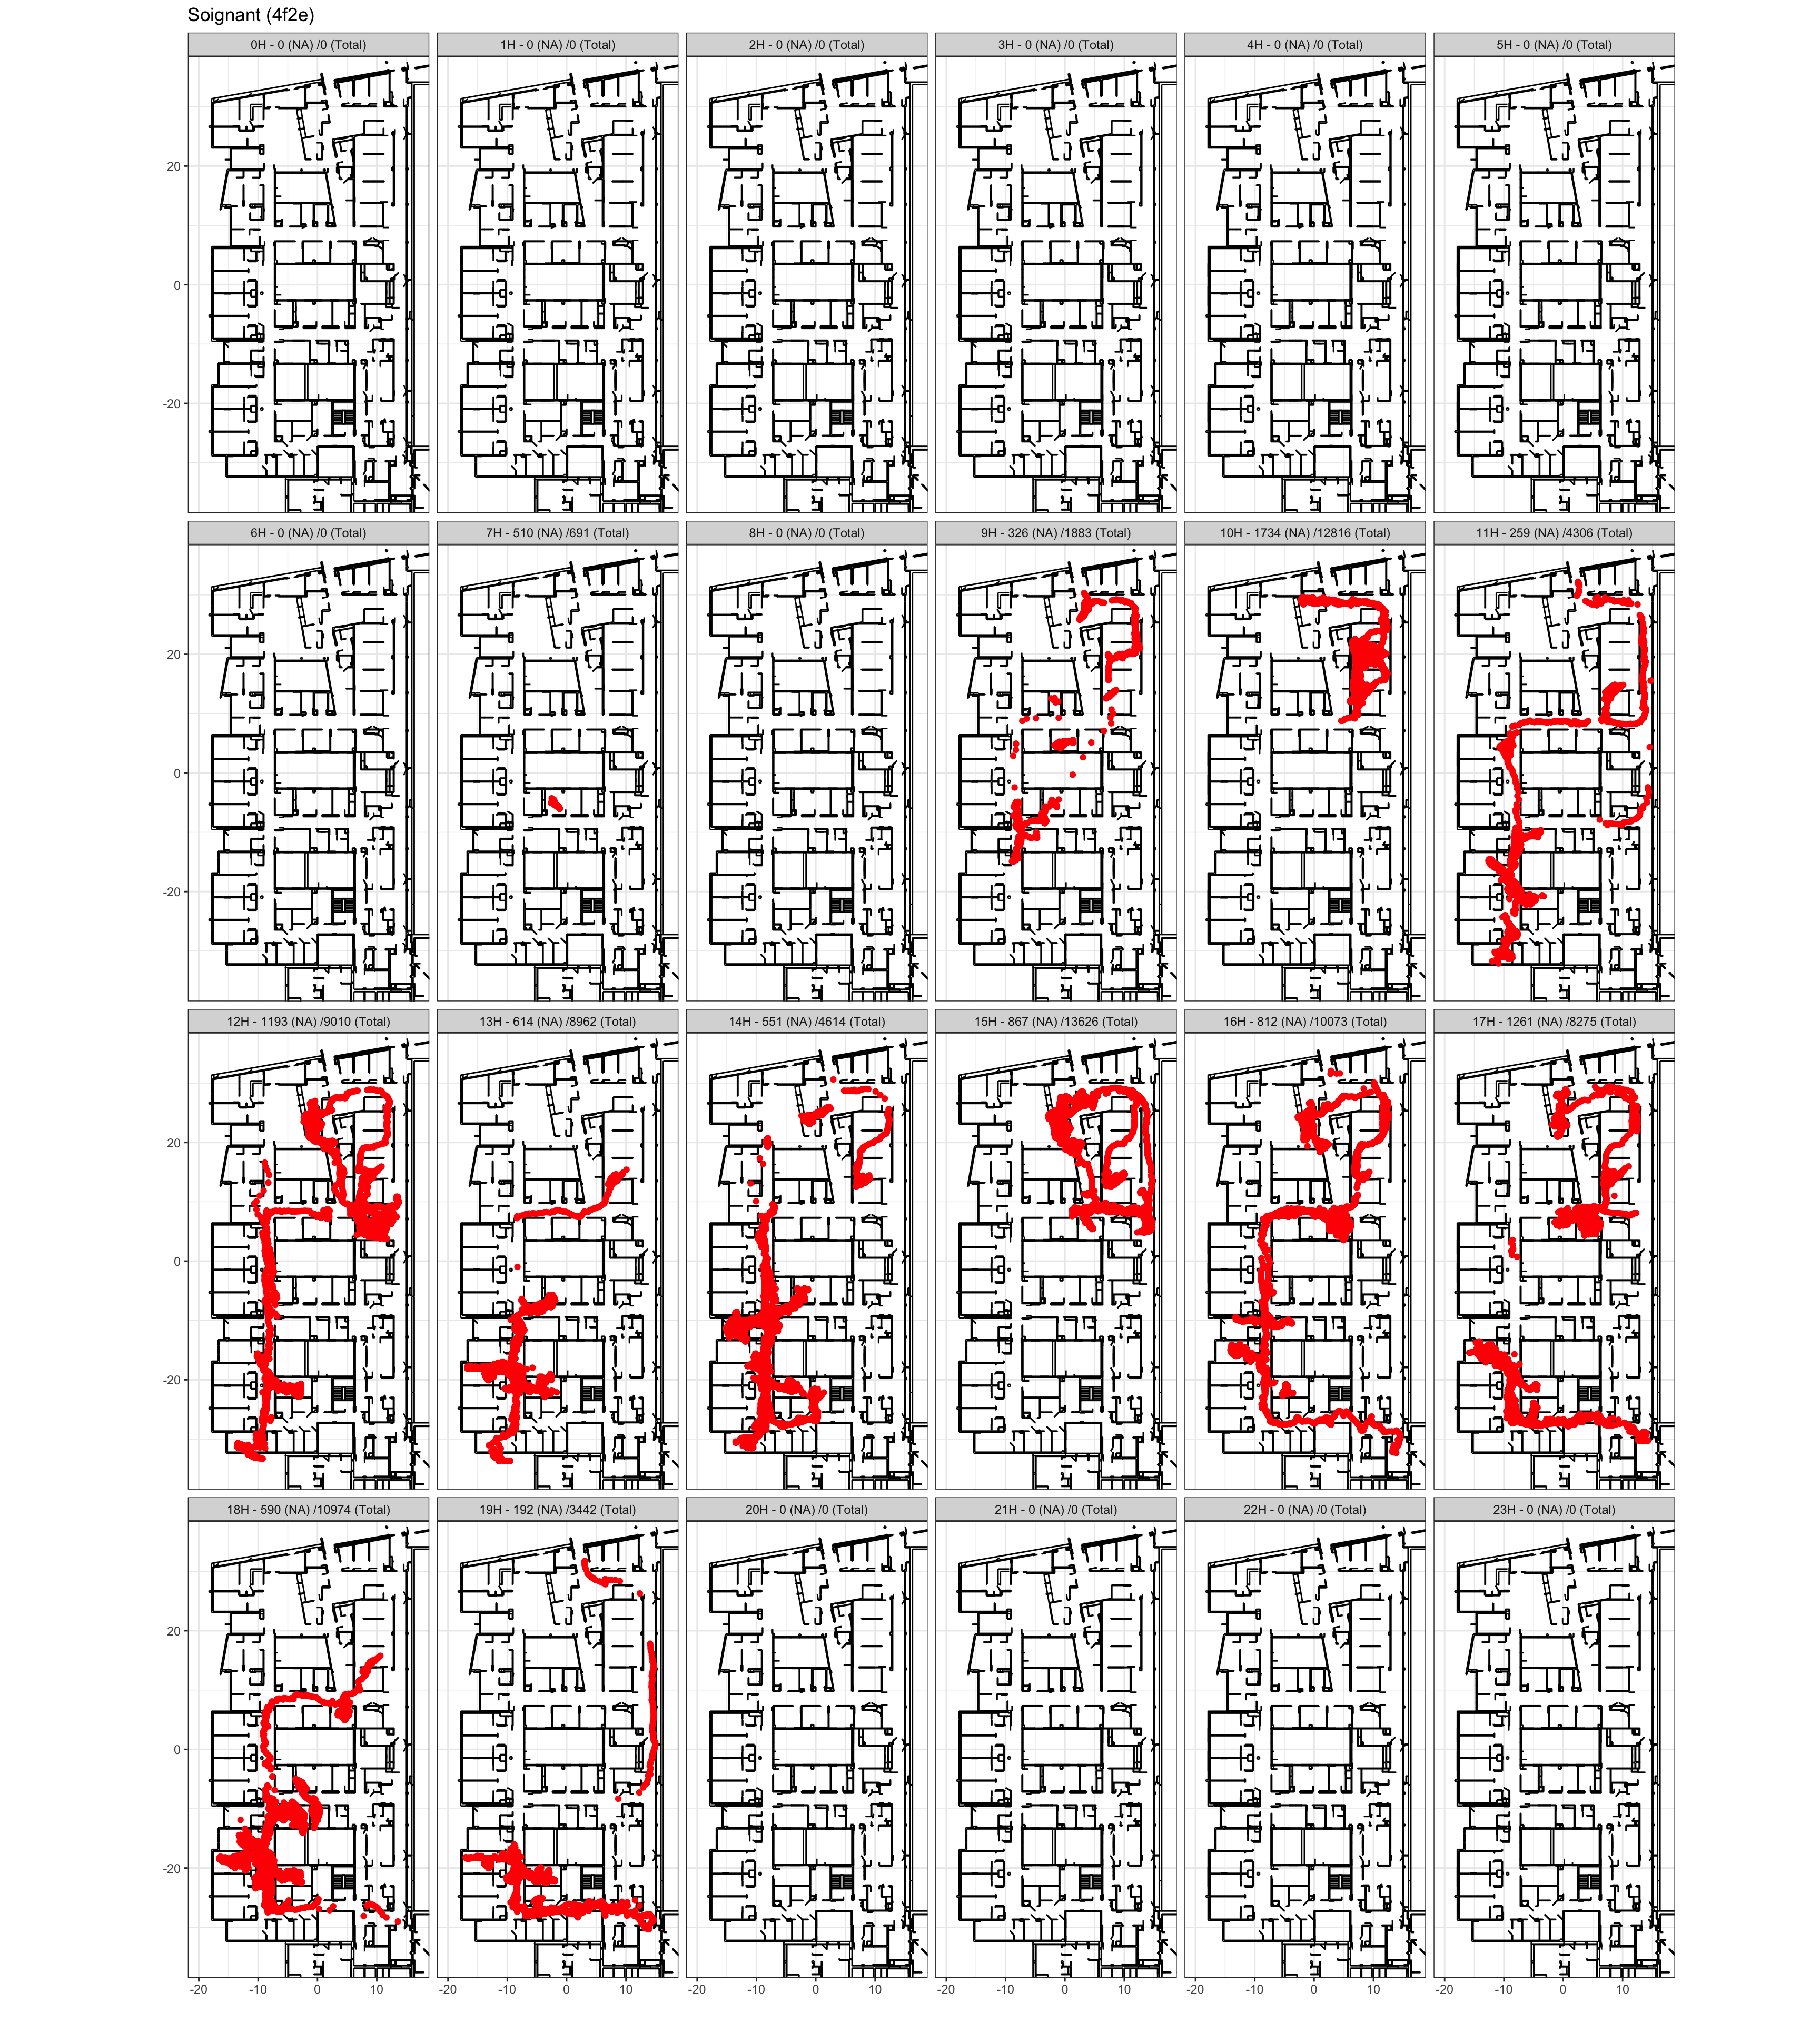 Soignant (4f2e)
0H - 0 (NA) /0 (Total)
1H - 0 (NA) /0 (Total)
2H - 0 (NA) /0 (Total)
3H - 0 (NA) /0 (Total)
4H - 0 (NA) /0 (Total)
5H - 0 (NA) /0 (Total)
20
0
-20
6H - 0 (NA) /0 (Total)
7H - 510 (NA) /691 (Total)
8H - 0 (NA) /0 (Total)
9H - 326 (NA) /1883 (Total)
10H - 1734 (NA) /12816 (Total)
11H - 259 (NA) /4306 (Total)
20
0
-20
12H - 1193 (NA) /9010 (Total)
13H - 614 (NA) /8962 (Total)
14H - 551 (NA) /4614 (Total)
15H - 867 (NA) /13626 (Total)
16H - 812 (NA) /10073 (Total)
17H - 1261 (NA) /8275 (Total)
20
0
-20
18H - 590 (NA) /10974 (Total)
19H - 192 (NA) /3442 (Total)
20H - 0 (NA) /0 (Total)
21H - 0 (NA) /0 (Total)
22H - 0 (NA) /0 (Total)
23H - 0 (NA) /0 (Total)
20
0
-20
-20 -10 0 10
-20 -10 0 10
-20 -10 0 10
-20 -10 0 10
-20 -10 0 10
-20 -10 0 10